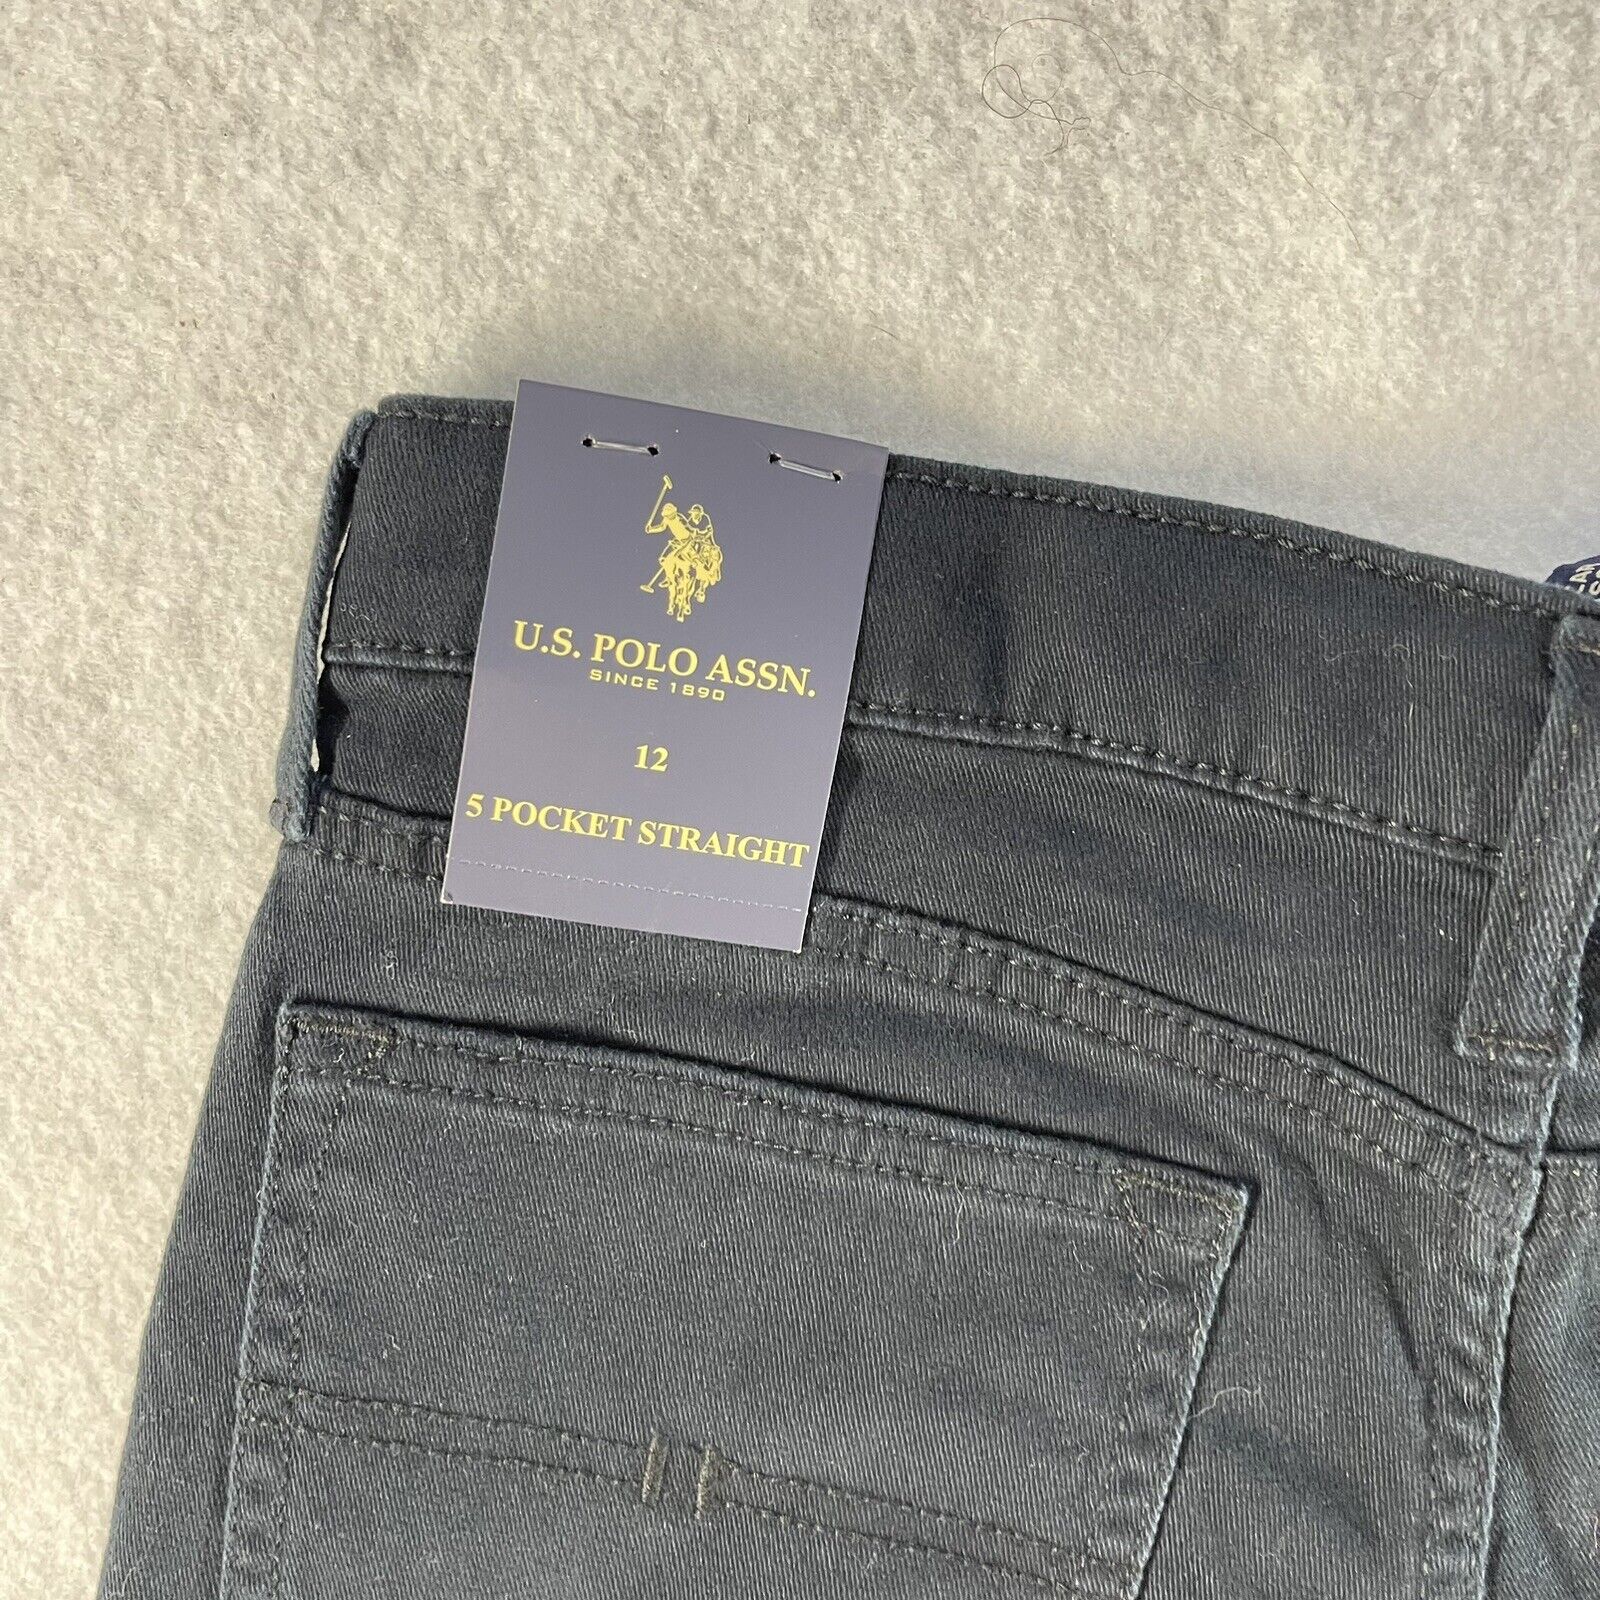 U.S. POLO ASSN.
SINCE 1890
12
5 POCKET STRAIGHT